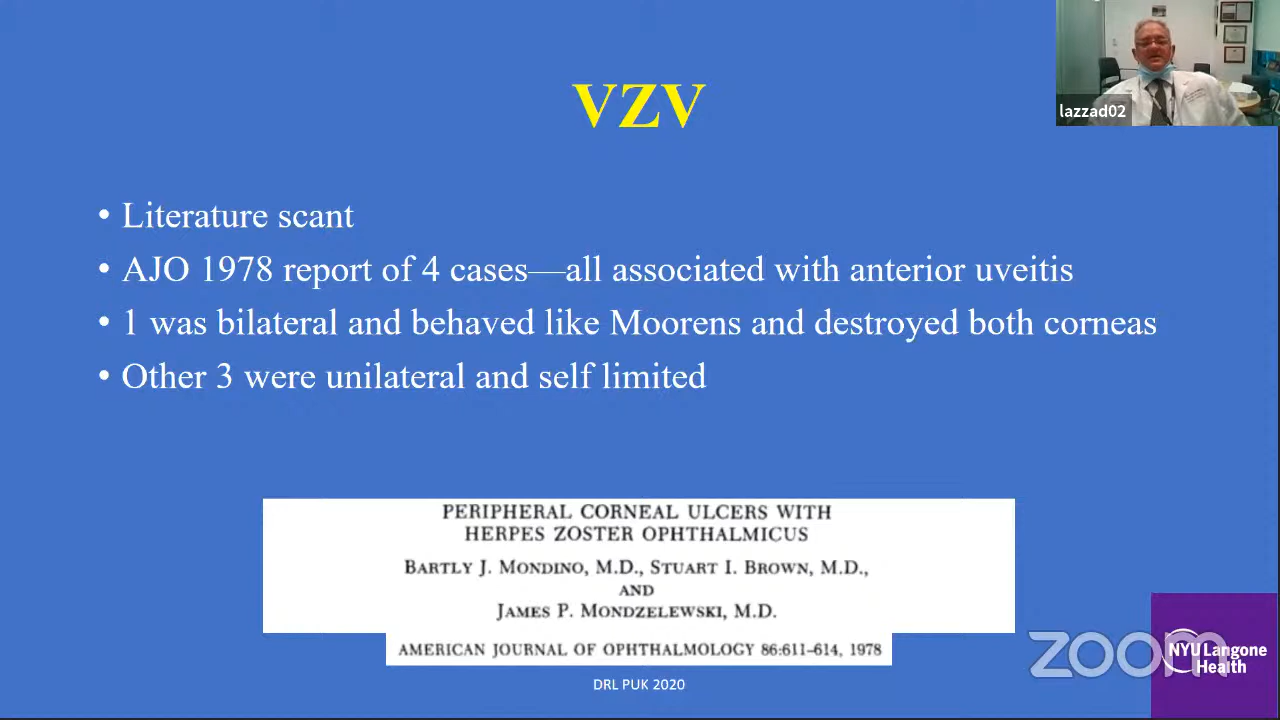 VZV
lazzad02
• Literature scant
• AJO 1978 report of 4 cases—all associated with anterior uveitis
• 1 was bilateral and behaved like Moorens and destroyed both corneas
• Other 3 were unilateral and self limited
PERIPHERAL CORNEAL ULCERS WITH
HERPES ZOSTER OPHTHALMICUS
BARTLY J. MONDINO, M.D., STUART I. BROWN, M.D.,
AND
JAMES P. MONDZELEWSKI, M.D.
AMERICAN JOURNAL OF OPHTHALMOLOGY 86:611–614, 1978
DRL PUK 2020
zoom
NYU Langone
Health